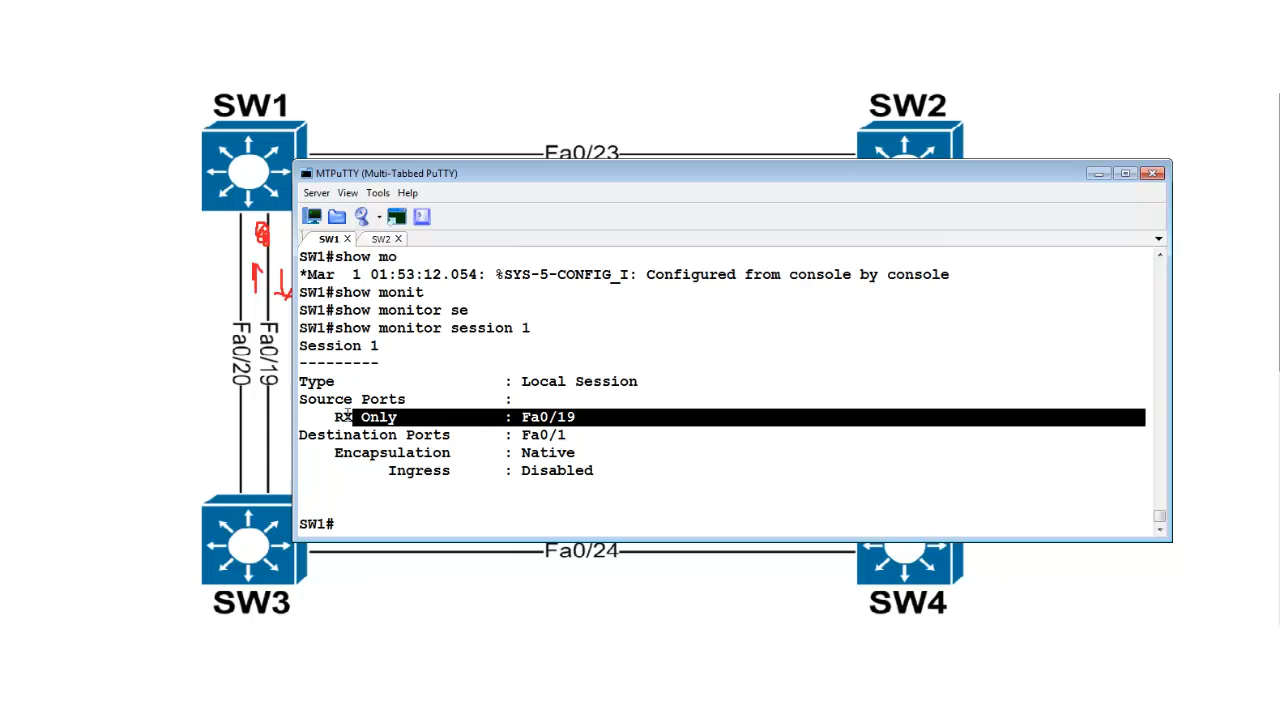 SW1
SW2
Fa0/23
MTPuTTY (Multi-Tabbed PuTTY)
Server View Tools Help
SW1 X SW2 X
SW1#show mo
*Mar  1 01:53:12.054: %SYS-5-CONFIG_I: Configured from console by console
SW1#show monit
SW1#show monitor se
SW1#show monitor session 1
Session 1
---------
Type : Local Session
Source Ports :
RX Only : Fa0/19
Destination Ports : Fa0/1
Encapsulation : Native
Ingress : Disabled
SW1#
Fa0/20
Fa0/19
Fa0/24
SW3
SW4